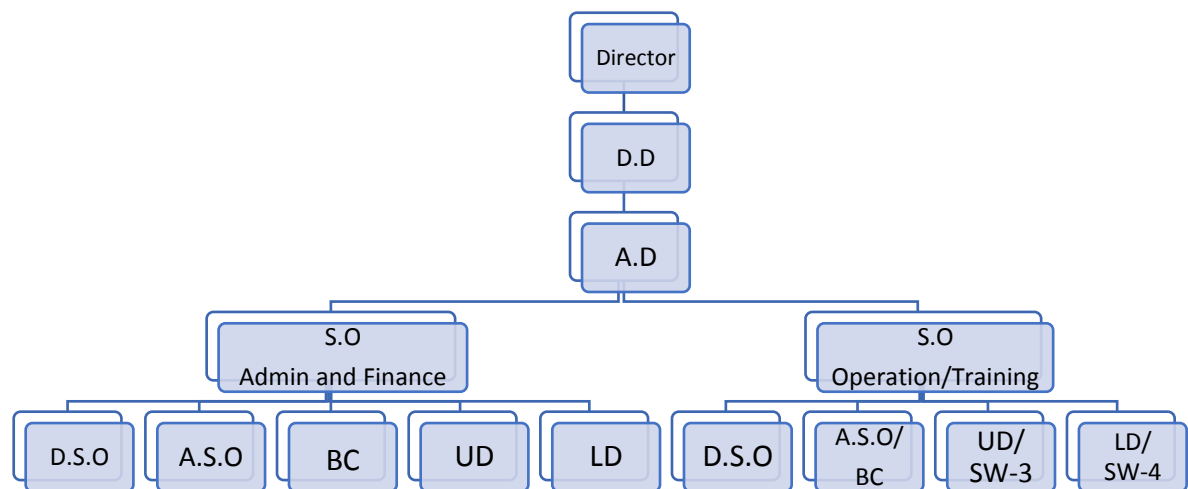 Director
D.D
A.D
S.O
Admin and Finance
S.O
Operation/Training
D.S.O
A.S.O
BC
UD
LD
D.S.O
A.S.O/
BC
UD/
SW-3
LD/
SW-4